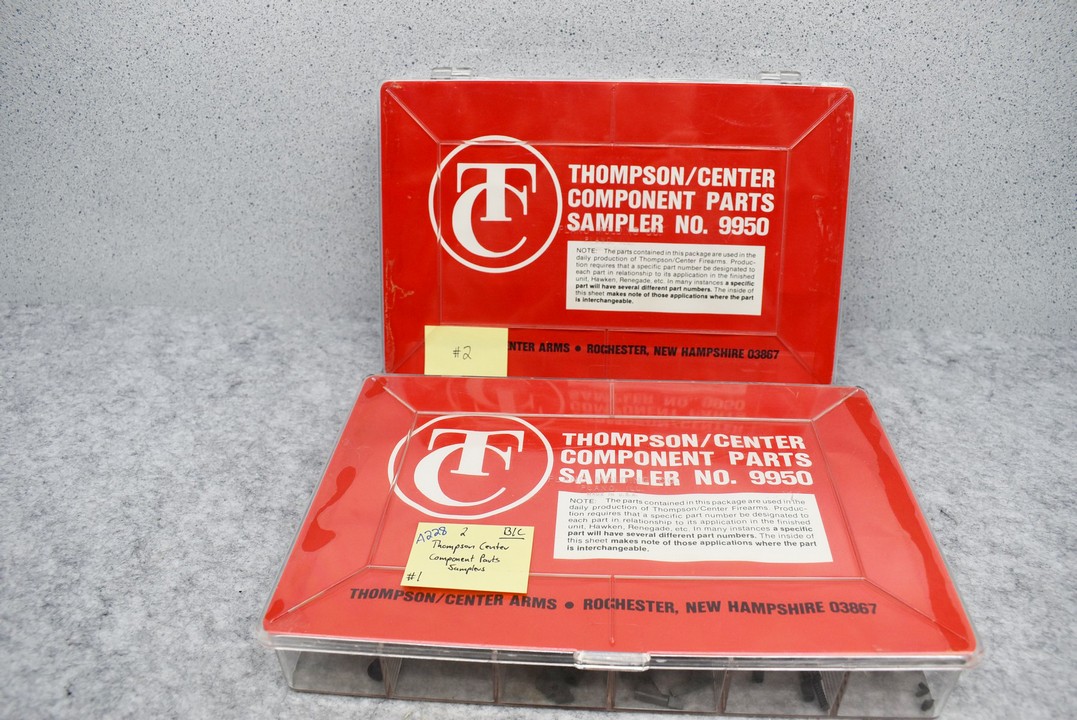 TC
THOMPSON/CENTER
COMPONENT PARTS
SAMPLER NO. 9950
NOTE: The parts contained in this package are used in the
daily production of Thompson/Center Firearms. Produc-
tion requires that a specific part number be designated to
each part in relationship to its application in the finished
unit, Hawken, Renegade, etc. In many instances a specific
part will have several different part numbers. The inside of
this sheet makes note of those applications where the part
is interchangeable.
#2
ENTER ARMS • ROCHESTER, NEW HAMPSHIRE 03867
TC
THOMPSON/CENTER
COMPONENT PARTS
SAMPLER NO. 9950
NOTE: The parts contained in this package are used in the
daily production of Thompson/Center Firearms. Produc-
tion requires that a specific part number be designated to
each part in relationship to its application in the finished
unit, Hawken, Renegade, etc. In many instances a specific
part will have several different part numbers. The inside of
this sheet makes note of those applications where the part
is interchangeable.
A228 2 B/C
Thompson Center
Component Parts
Samplers
#1
THOMPSON/CENTER ARMS • ROCHESTER, NEW HAMPSHIRE 03867